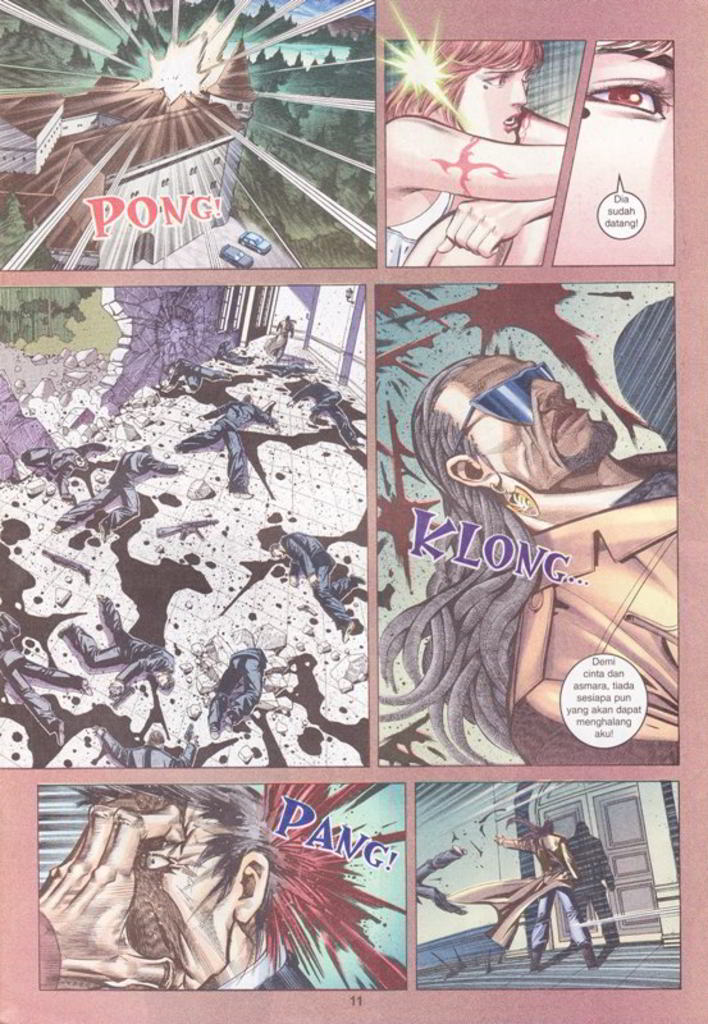 PONG!
Dia
sudah
datang!
KLONG...
Demi
cinta dan
asmara, tiada
sesiapa pun
yang akan dapat
menghalang
aku!
PANG!
11